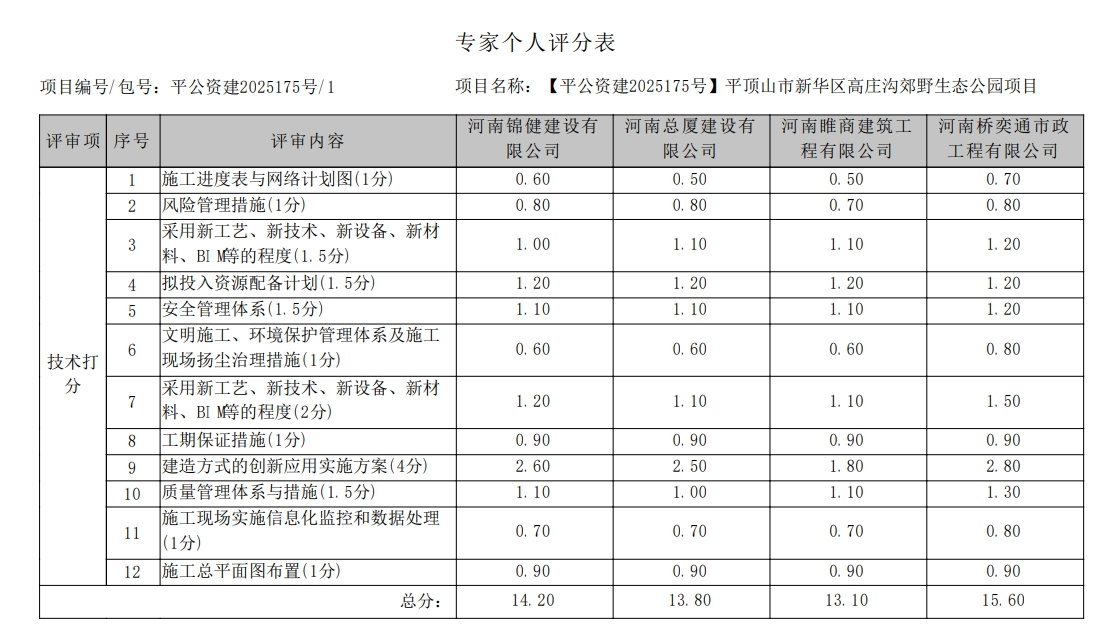 专家个人评分表
项目编号/包号：平公资建2025175号/1 项目名称：【平公资建2025175号】平顶山市新华区高庄沟郊野生态公园项目
评审项 序号 评审内容 河南锦健建设有限公司 河南总厦建设有限公司 河南睢商建筑工程有限公司 河南桥奕通市政工程有限公司
技术打分
1 施工进度表与网络计划图(1分) 0.60 0.50 0.50 0.70
2 风险管理措施(1分) 0.80 0.80 0.70 0.80
3 采用新工艺、新技术、新设备、新材料、BIM等的程度(1.5分) 1.00 1.10 1.10 1.20
4 拟投入资源配备计划(1.5分) 1.20 1.20 1.20 1.20
5 安全管理体系(1.5分) 1.10 1.10 1.10 1.20
6 文明施工、环境保护管理体系及施工现场扬尘治理措施(1分) 0.60 0.60 0.60 0.80
7 采用新工艺、新技术、新设备、新材料、BIM等的程度(2分) 1.20 1.10 1.10 1.50
8 工期保证措施(1分) 0.90 0.90 0.90 0.90
9 建造方式的创新应用实施方案(4分) 2.60 2.50 1.80 2.80
10 质量管理体系与措施(1.5分) 1.10 1.00 1.10 1.30
11 施工现场实施信息化监控和数据处理(1分) 0.70 0.70 0.70 0.80
12 施工总平面图布置(1分) 0.90 0.90 0.90 0.90
总分： 14.20 13.80 13.10 15.60